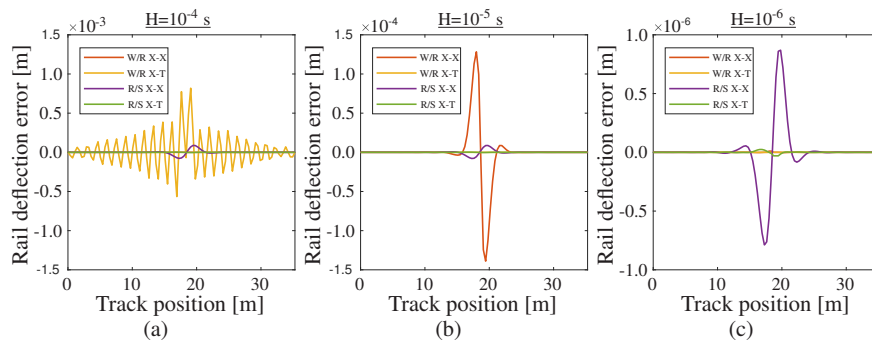 H=10⁻⁴ s
×10⁻³
1.5
1.0
0.5
0.0
-0.5
-1.0
-1.5
Rail deflection error [m]
W/R X-X
W/R X-T
R/S X-X
R/S X-T
0 10 20 30
Track position [m]
(a)
H=10⁻⁵ s
×10⁻⁴
1.5
1.0
0.5
0.0
-0.5
-1.0
-1.5
Rail deflection error [m]
W/R X-X
W/R X-T
R/S X-X
R/S X-T
0 10 20 30
Track position [m]
(b)
H=10⁻⁶ s
×10⁻⁶
1.0
0.5
0.0
-0.5
-1.0
Rail deflection error [m]
W/R X-X
W/R X-T
R/S X-X
R/S X-T
0 10 20 30
Track position [m]
(c)